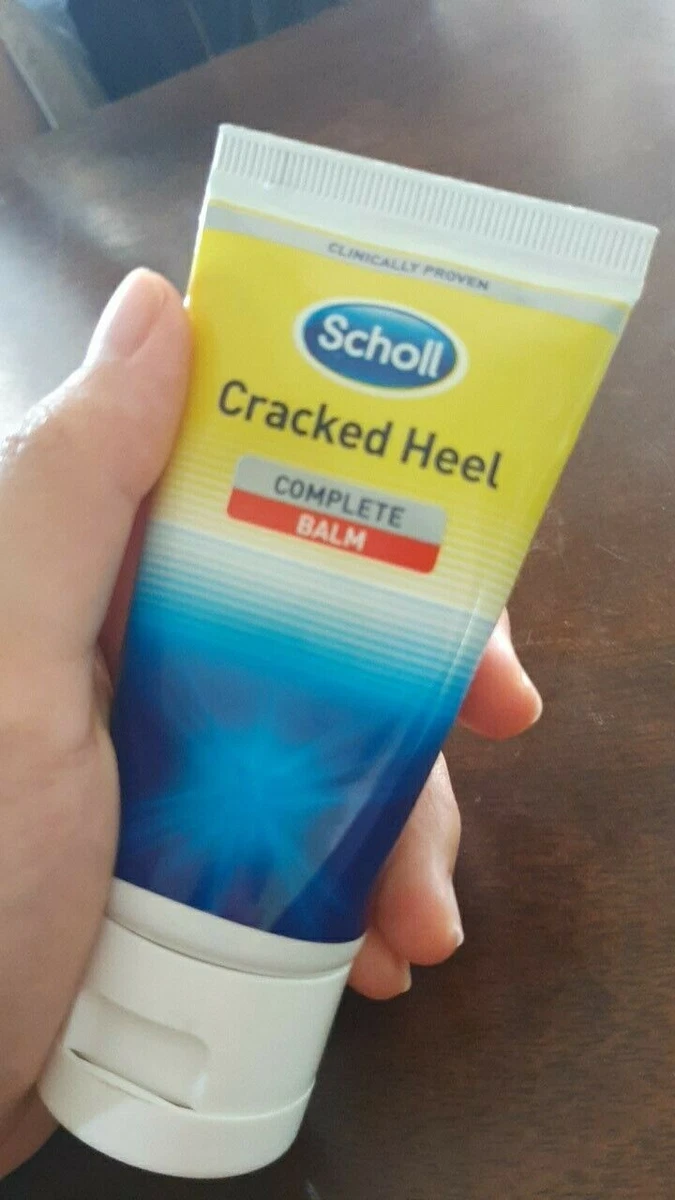 CLINICALLY PROVEN
Scholl
Cracked Heel
COMPLETE
BALM